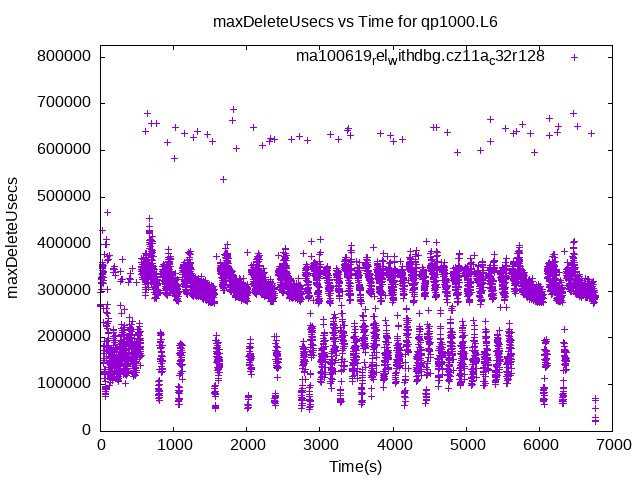 maxDeleteUsecs vs Time for qp1000.L6
ma100619relwithdbg.cz11ac32r128
800000
700000
600000
500000
400000
300000
200000
100000
0
maxDeleteUsecs
0 1000 2000 3000 4000 5000 6000 7000
Time(s)